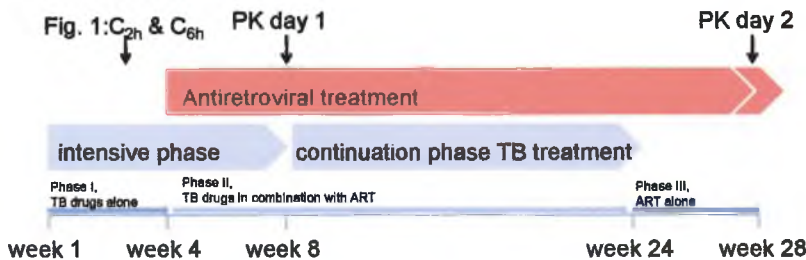 Fig. 1:C2h & C6h PK day 1 PK day 2
Antiretroviral treatment
intensive phase continuation phase TB treatment
Phase I, Phase II, Phase III,
TB drugs alone TB drugs in combination with ART ART alone
week 1 week 4 week 8 week 24 week 28